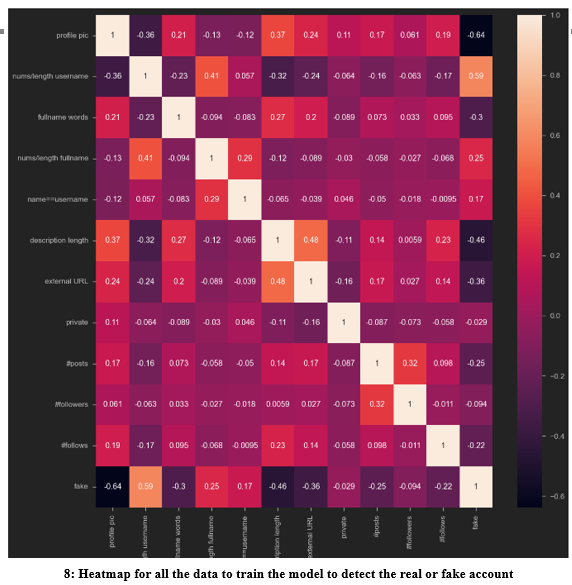 profile pic 1 -0.36 0.21 -0.13 -0.12 0.37 0.24 0.11 0.17 0.061 0.19 -0.64
nums/length username -0.36 1 -0.23 0.41 0.057 -0.32 -0.24 -0.064 -0.16 -0.063 -0.17 0.59
fullname words 0.21 -0.23 1 -0.094 -0.083 0.27 0.2 -0.089 0.073 0.033 0.095 -0.3
nums/length fullname -0.13 0.41 -0.094 1 0.29 -0.12 -0.089 -0.03 -0.058 -0.027 -0.068 0.25
name==username -0.12 0.057 -0.083 0.29 1 -0.065 -0.039 0.046 -0.05 -0.018 -0.0095 0.17
description length 0.37 -0.32 0.27 -0.12 -0.065 1 0.48 -0.11 0.14 0.0059 0.23 -0.46
external URL 0.24 -0.24 0.2 -0.089 -0.039 0.48 1 -0.16 0.17 0.027 0.14 -0.36
private 0.11 -0.064 -0.089 -0.03 0.046 -0.11 -0.16 1 -0.087 -0.073 -0.058 -0.029
#posts 0.17 -0.16 0.073 -0.058 -0.05 0.14 0.17 -0.087 1 0.32 0.098 -0.25
#followers 0.061 -0.063 0.033 -0.027 -0.018 0.0059 0.027 -0.073 0.32 1 -0.011 -0.094
#follows 0.19 -0.17 0.095 -0.068 -0.0095 0.23 0.14 -0.058 0.098 -0.011 1 -0.22
fake -0.64 0.59 -0.3 0.25 0.17 -0.46 -0.36 -0.029 -0.25 -0.094 -0.22 1
profile pic
th username
lname words
gth fullname
==username
ription length
external URL
private
#posts
#followers
#follows
fake
1.0
0.8
0.6
0.4
0.2
0.0
−0.2
−0.4
−0.6
8: Heatmap for all the data to train the model to detect the real or fake account